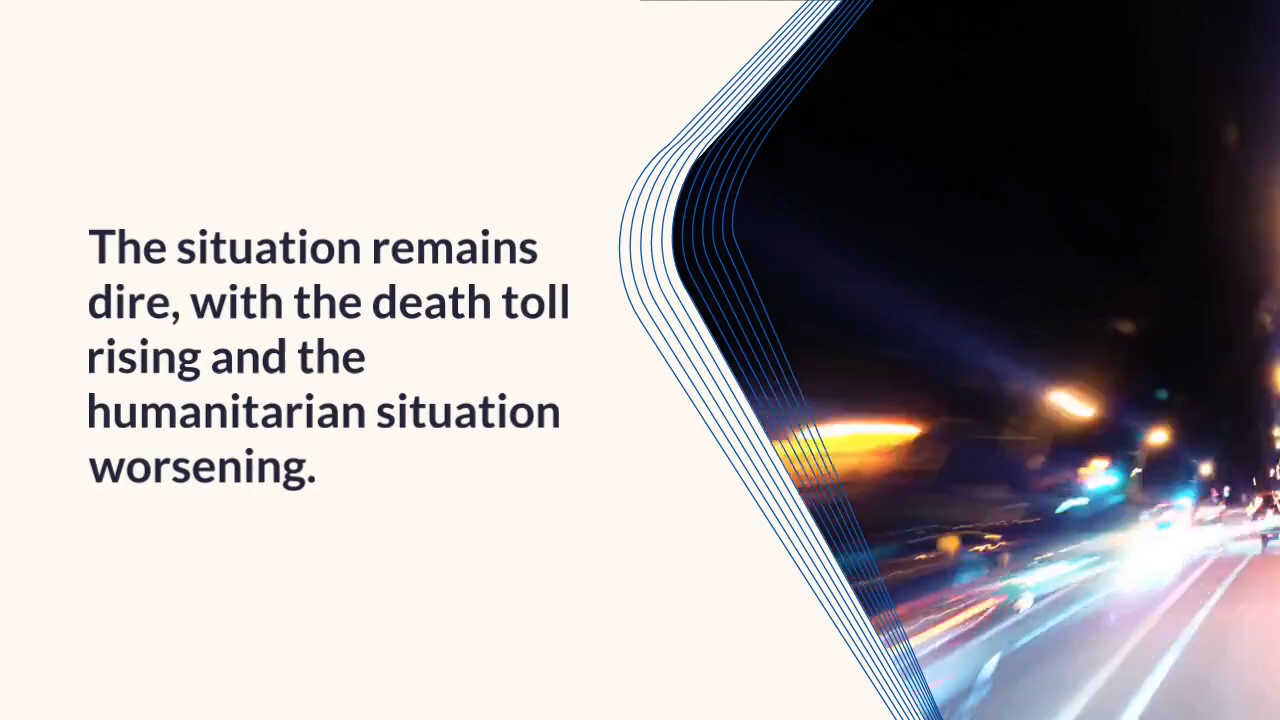 The situation remains
dire, with the death toll
rising and the
humanitarian situation
worsening.